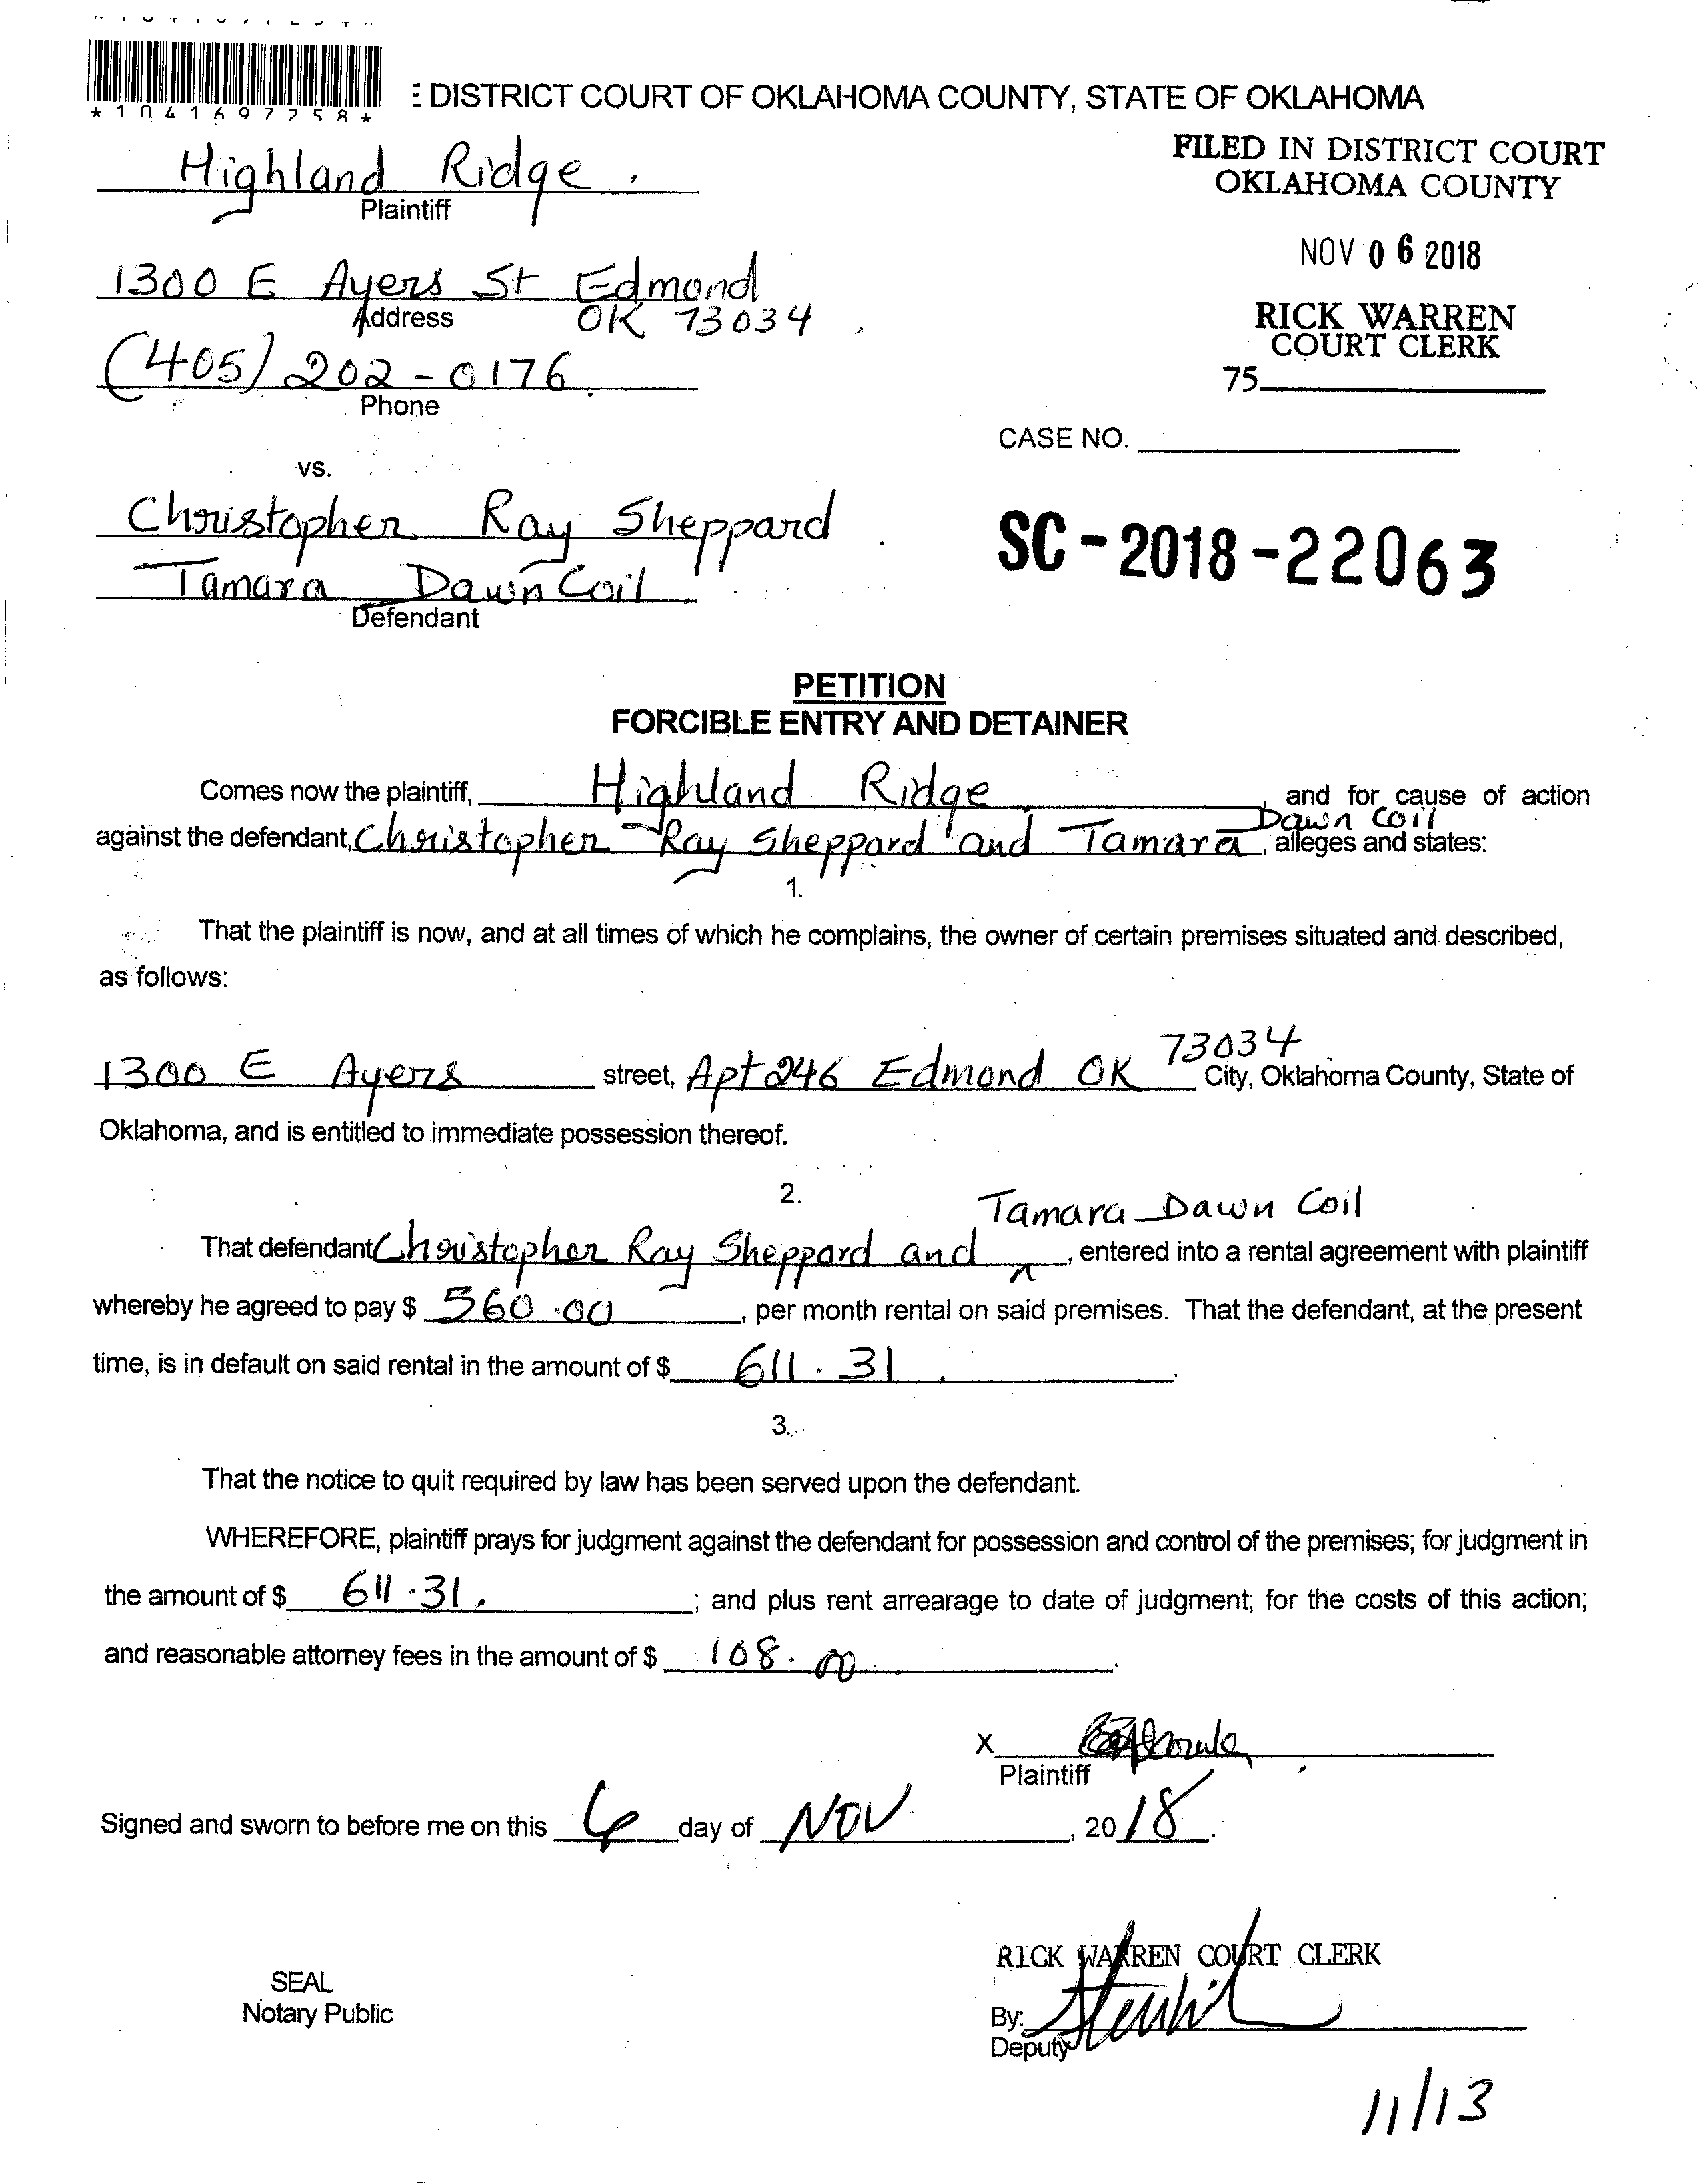 *1041697258*
DISTRICT COURT OF OKLAHOMA COUNTY, STATE OF OKLAHOMA
FILED IN DISTRICT COURT
OKLAHOMA COUNTY
Highland Ridge.
Plaintiff
NOV 06 2018
1300 E Ayers St Edmond
Address OK 73034
RICK WARREN
COURT CLERK
(405) 202-0176.
Phone
75
CASE NO.
vs.
Christopher Ray Sheppard
Tamara Dawn Coil
Defendant
SC-2018-22063
PETITION
FORCIBLE ENTRY AND DETAINER
Comes now the plaintiff, Highland Ridge, and for cause of action
against the defendant, Christopher Ray Sheppard and Tamara Dawn Coil, alleges and states:
1.
That the plaintiff is now, and at all times of which he complains, the owner of certain premises situated and described,
as follows:
1300 E Ayers street, Apt 246 Edmond OK 73034 City, Oklahoma County, State of
Oklahoma, and is entitled to immediate possession thereof.
2.
That defendant Christopher Ray Sheppard and Tamara Dawn Coil, entered into a rental agreement with plaintiff
whereby he agreed to pay $ 560.00, per month rental on said premises. That the defendant, at the present
time, is in default on said rental in the amount of $ 611.31.
3.
That the notice to quit required by law has been served upon the defendant.
WHEREFORE, plaintiff prays for judgment against the defendant for possession and control of the premises; for judgment in
the amount of $ 611.31.; and plus rent arrearage to date of judgment; for the costs of this action;
and reasonable attorney fees in the amount of $ 108.00.
X
Plaintiff
Signed and sworn to before me on this 6 day of NOV, 2018.
RICK WARREN COURT CLERK
SEAL
Notary Public
By:
Deputy
11/13